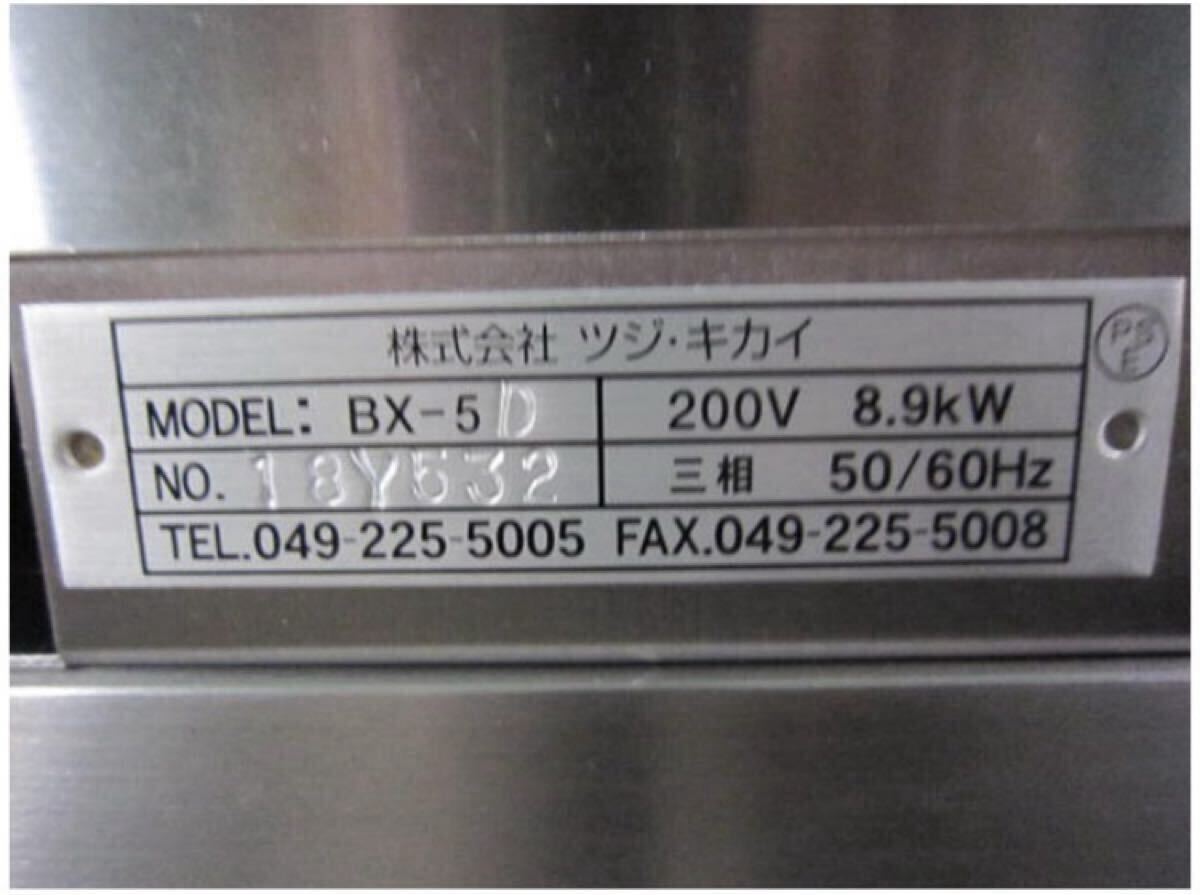 株式会社 ツジ・キカイ
PSE
MODEL: BX-5D 200V 8.9kW
NO. 18Y532 三相 50/60Hz
TEL.049-225-5005 FAX.049-225-5008